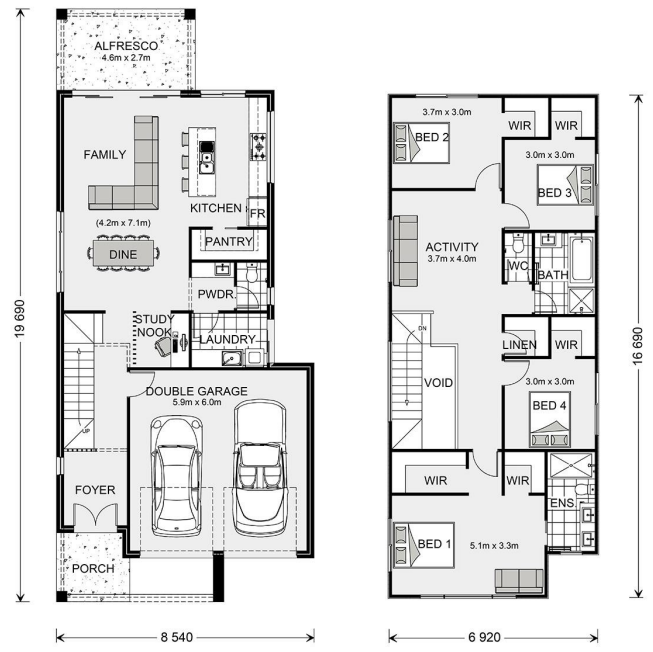 ALFRESCO
4.6m x 2.7m
FAMILY
KITCHEN
FR
(4.2m x 7.1m)
PANTRY
DINE
PWDR.
STUDY
NOOK
LAUNDRY
DOUBLE GARAGE
5.9m x 6.0m
UP
FOYER
PORCH
19 690
8 540
3.7m x 3.0m
BED 2
WIR
WIR
3.0m x 3.0m
BED 3
ACTIVITY
3.7m x 4.0m
WC
BATH
DN
LINEN
WIR
VOID
3.0m x 3.0m
BED 4
WIR
WIR
ENS.
BED 1
5.1m x 3.3m
16 690
6 920